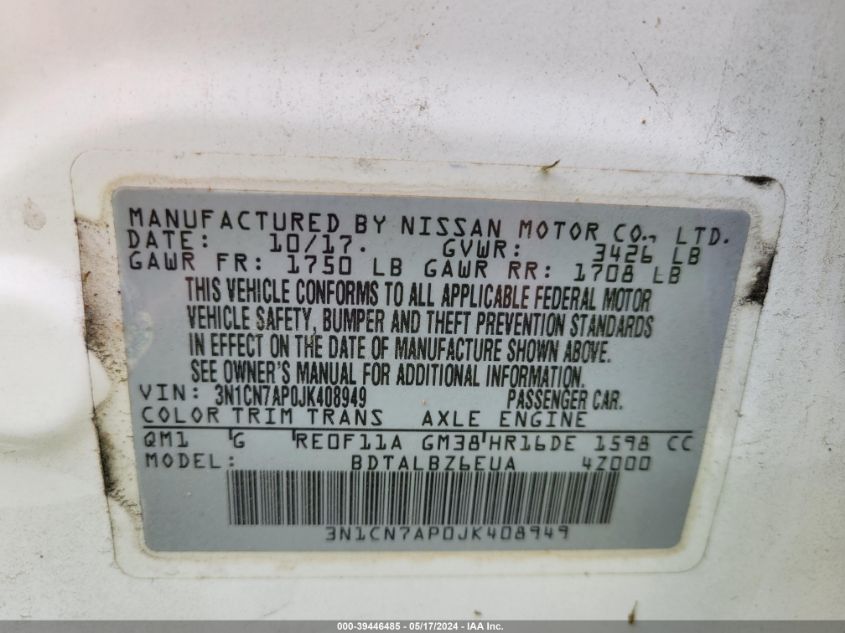 MANUFACTURED BY NISSAN MOTOR CO., LTD.
DATE: 10/17. GVWR: 3426 LB
GAWR FR: 1750 LB GAWR RR: 1708 LB
THIS VEHICLE CONFORMS TO ALL APPLICABLE FEDERAL MOTOR
VEHICLE SAFETY, BUMPER AND THEFT PREVENTION STANDARDS
IN EFFECT ON THE DATE OF MANUFACTURE SHOWN ABOVE.
SEE OWNER'S MANUAL FOR ADDITIONAL INFORMATION.
VIN: 3N1CN7AP0JK408949 PASSENGER CAR.
COLOR TRIM TRANS AXLE ENGINE
QM1 G RE0F11A GM38 HR16DE 1598 CC
MODEL: BDTALBZ6EUA 4Z000
3N1CN7AP0JK408949
000-39446485 - 05/17/2024 - IAA Inc.